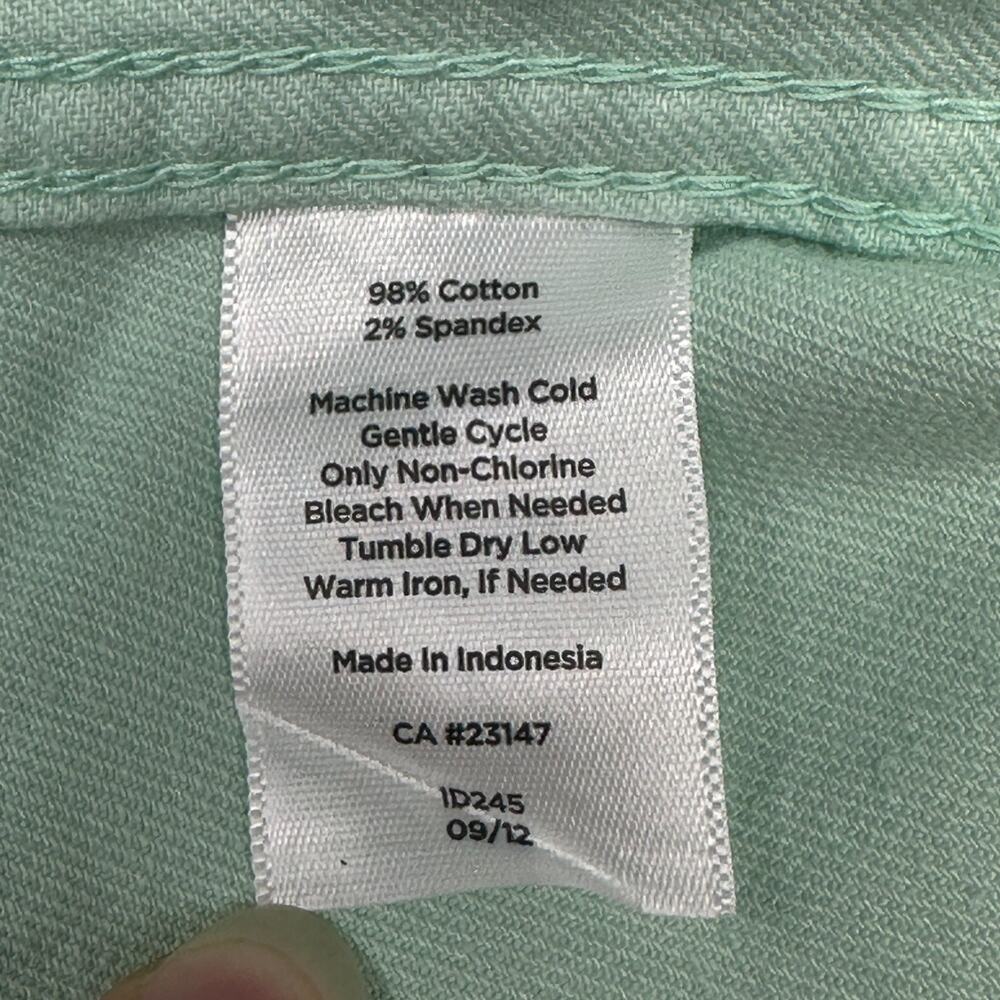 98% Cotton
2% Spandex
Machine Wash Cold
Gentle Cycle
Only Non-Chlorine
Bleach When Needed
Tumble Dry Low
Warm Iron, If Needed
Made In Indonesia
CA #23147
ID245
09/12